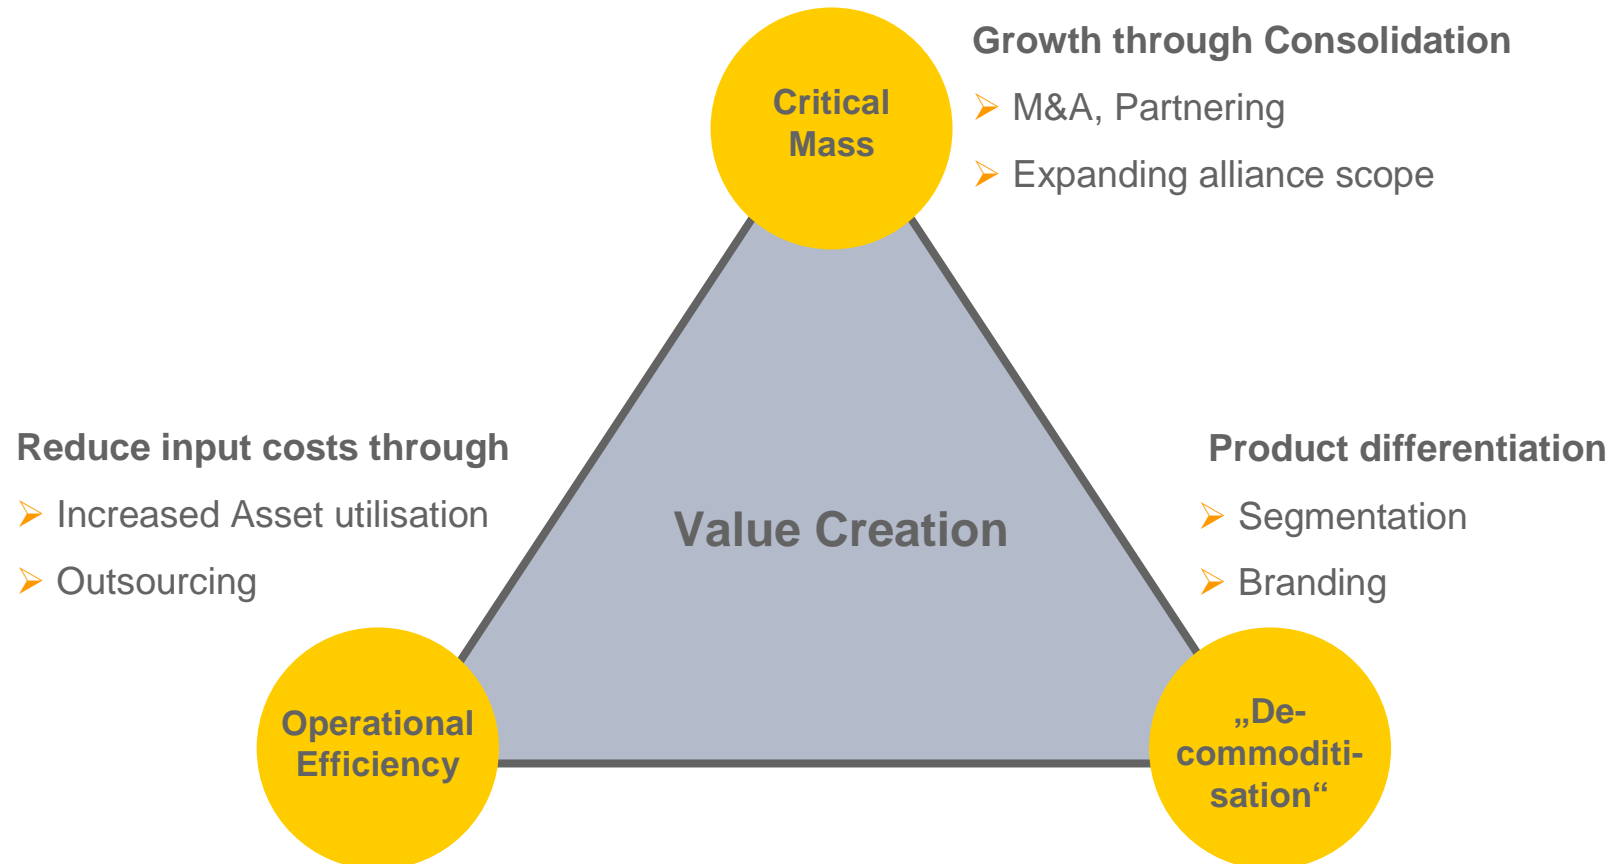 Critical
Mass
Growth through Consolidation
➢ M&A, Partnering
➢ Expanding alliance scope
Reduce input costs through
➢ Increased Asset utilisation
➢ Outsourcing
Value Creation
Product differentiation
➢ Segmentation
➢ Branding
Operational
Efficiency
„De-
commoditi-
sation“